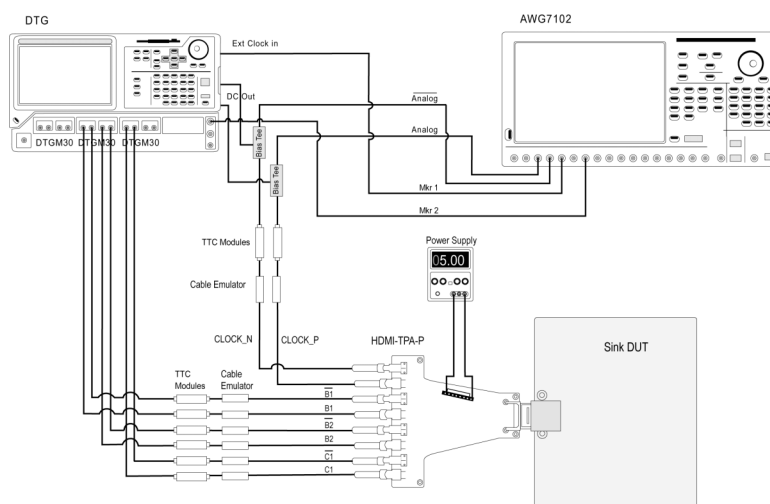 DTG
AWG7102
Ext Clock in
DC Out
Analog
Analog
Bias Tee
Bias Tee
DTGM30 DTGM30 DTGM30
Mkr 1
Mkr 2
TTC Modules
Power Supply
05.00
Cable Emulator
CLOCK_N
CLOCK_P
HDMI-TPA-P
Sink DUT
TTC
Modules
Cable
Emulator
B1
B1
B2
B2
C1
C1